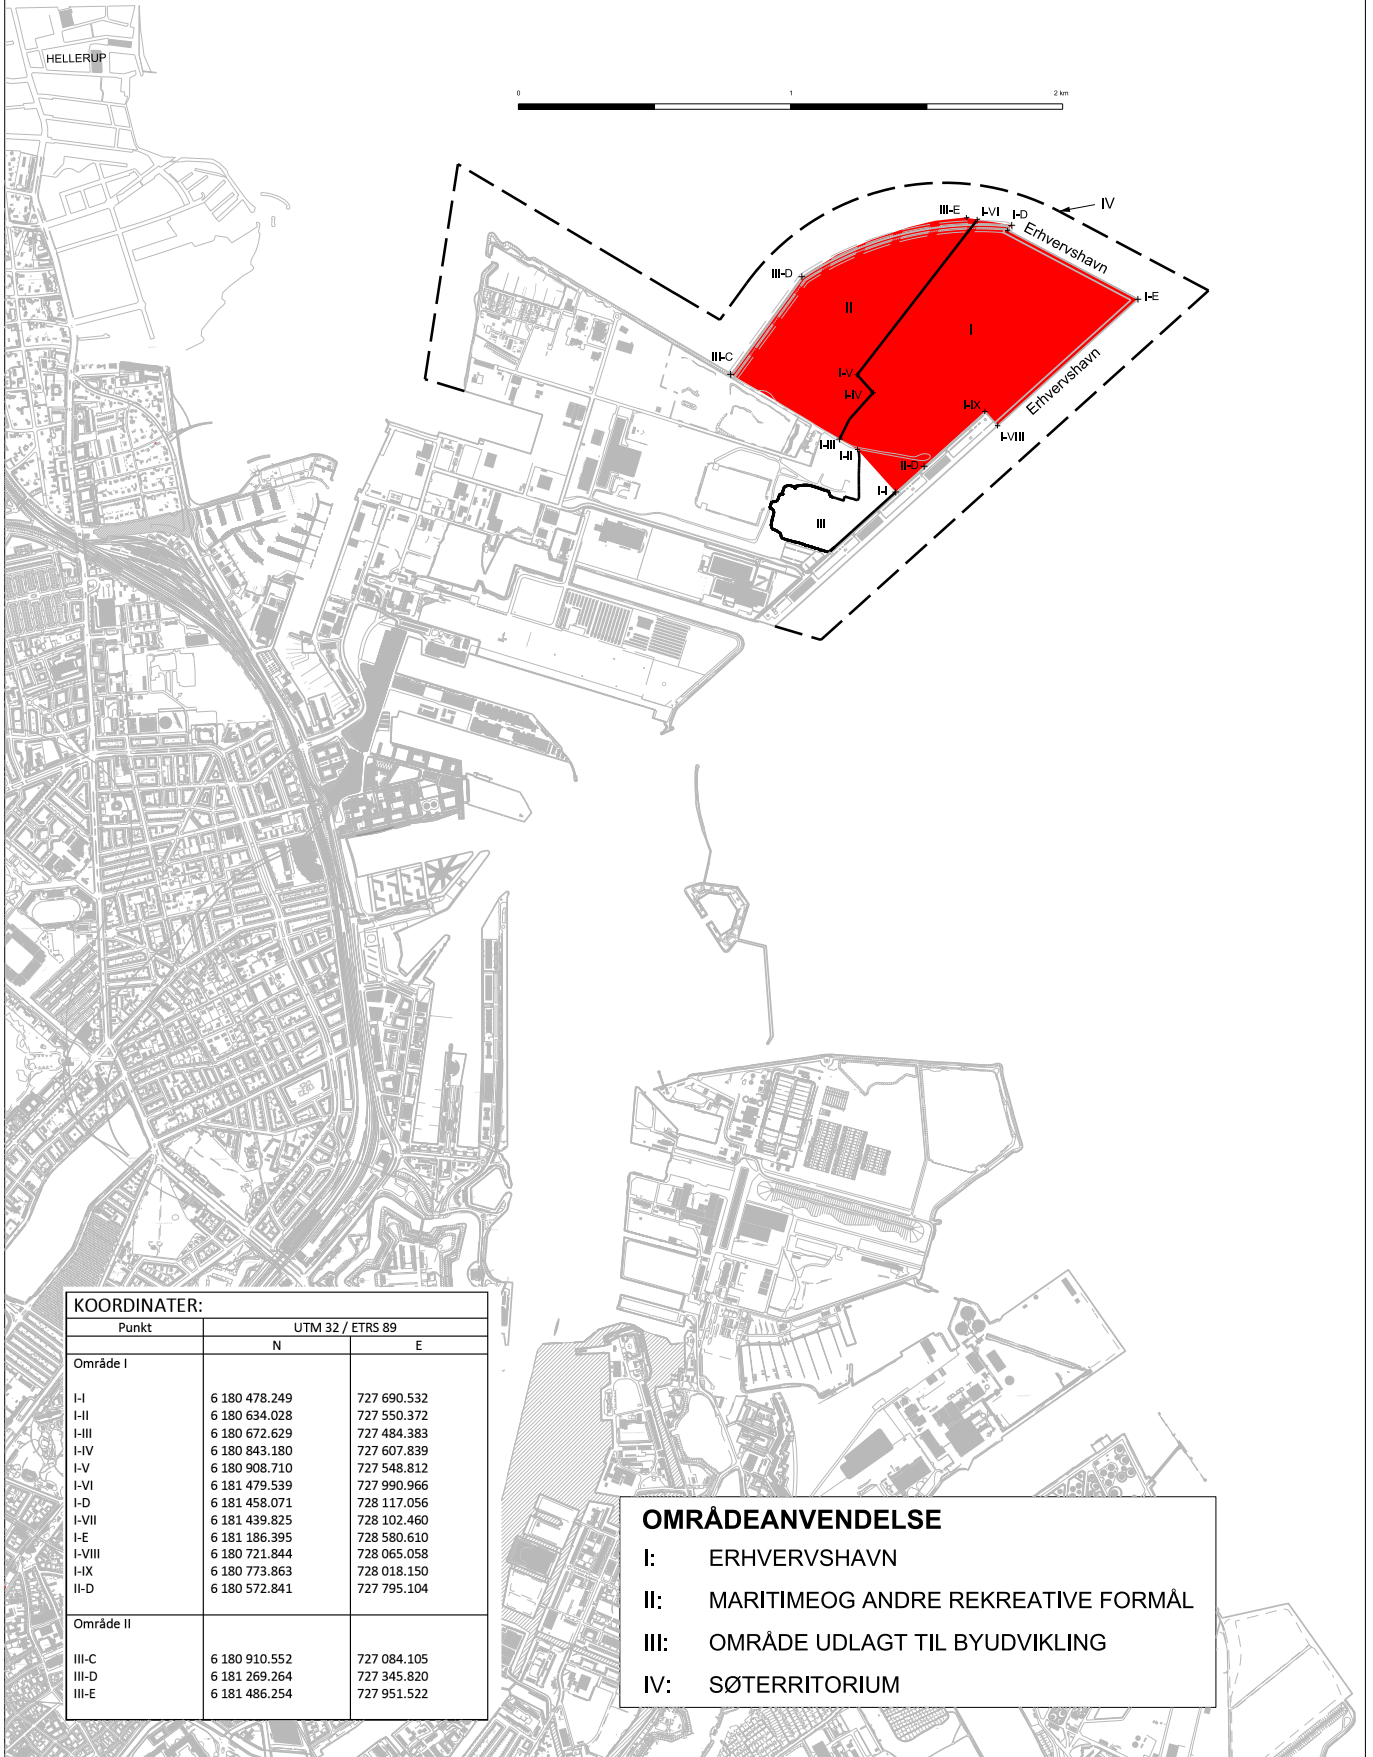 HELLERUP
0 1 2 km
IV
III-E I-VI I-D
Erhvervshavn
III-D
I-E
II
I
III-C
Erhvervshavn
I-V
I-IV
I-IX
I-VIII
I-III
I-II
II-D
I-I
III
KOORDINATER:
Punkt UTM 32 / ETRS 89
N E
Område I
I-I 6 180 478.249 727 690.532
I-II 6 180 634.028 727 550.372
I-III 6 180 672.629 727 484.383
I-IV 6 180 843.180 727 607.839
I-V 6 180 908.710 727 548.812
I-VI 6 181 479.539 727 990.966
I-D 6 181 458.071 728 117.056
I-VII 6 181 439.825 728 102.460
I-E 6 181 186.395 728 580.610
I-VIII 6 180 721.844 728 065.058
I-IX 6 180 773.863 728 018.150
II-D 6 180 572.841 727 795.104
Område II
III-C 6 180 910.552 727 084.105
III-D 6 181 269.264 727 345.820
III-E 6 181 486.254 727 951.522
OMRÅDEANVENDELSE
I: ERHVERVSHAVN
II: MARITIMEOG ANDRE REKREATIVE FORMÅL
III: OMRÅDE UDLAGT TIL BYUDVIKLING
IV: SØTERRITORIUM